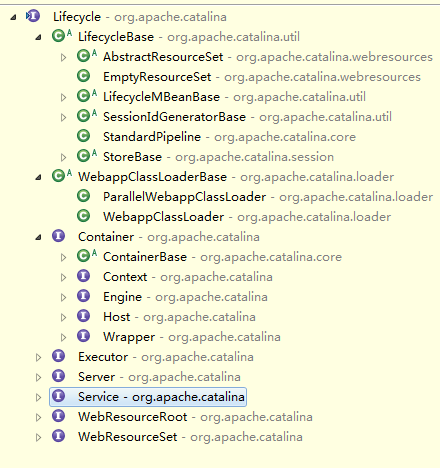 Lifecycle - org.apache.catalina
LifecycleBase - org.apache.catalina.util
AbstractResourceSet - org.apache.catalina.webresources
EmptyResourceSet - org.apache.catalina.webresources
LifecycleMBeanBase - org.apache.catalina.util
SessionIdGeneratorBase - org.apache.catalina.util
StandardPipeline - org.apache.catalina.core
StoreBase - org.apache.catalina.session
WebappClassLoaderBase - org.apache.catalina.loader
ParallelWebappClassLoader - org.apache.catalina.loader
WebappClassLoader - org.apache.catalina.loader
Container - org.apache.catalina
ContainerBase - org.apache.catalina.core
Context - org.apache.catalina
Engine - org.apache.catalina
Host - org.apache.catalina
Wrapper - org.apache.catalina
Executor - org.apache.catalina
Server - org.apache.catalina
Service - org.apache.catalina
WebResourceRoot - org.apache.catalina
WebResourceSet - org.apache.catalina